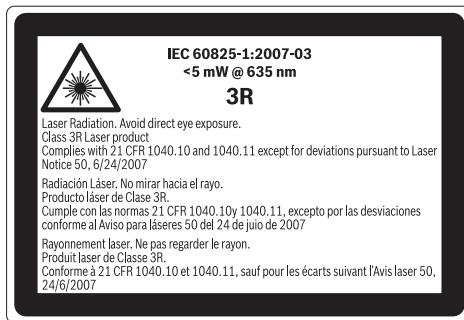 IEC 60825-1:2007-03
<5 mW @ 635 nm
3R
Laser Radiation. Avoid direct eye exposure.
Class 3R Laser product
Complies with 21 CFR 1040.10 and 1040.11 except for deviations pursuant to Laser
Notice 50, 6/24/2007
Radiación Láser. No mirar hacia el rayo.
Producto láser de Clase 3R.
Cumple con las normas 21 CFR 1040.10y 1040.11, excepto por las desviaciones
conforme al Aviso para láseres 50 del 24 de juio de 2007
Rayonnement laser. Ne pas regarder le rayon.
Produit laser de Classe 3R.
Conforme à 21 CFR 1040.10 et 1040.11, sauf pour les écarts suivant l'Avis laser 50,
24/6/2007